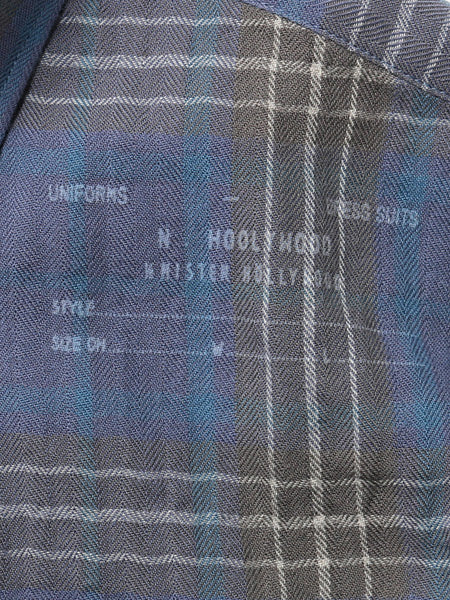 UNIFORMS – DRESS SUITS
N. HOOLYWOOD
N MISTER HOLLYWOOD
STYLE
SIZE CH W L